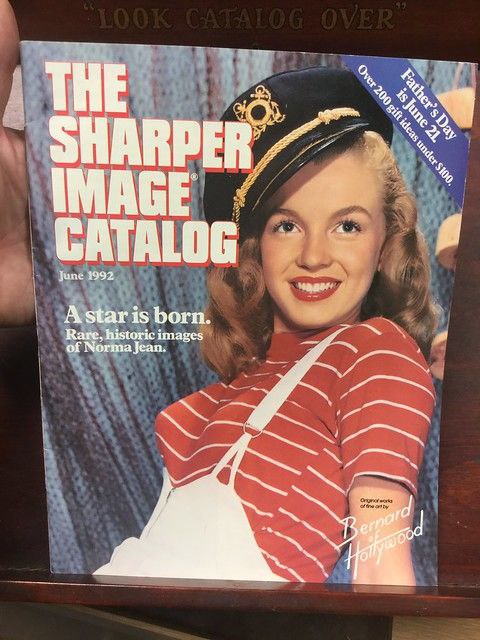 "LOOK CATALOG OVER"
THE
SHARPER
IMAGE®
CATALOG
June 1992
Father's Day
is June 21.
Over 200 gift ideas under $100.
A star is born.
Rare, historic images
of Norma Jean.
Original works
of fine art by
Bernard
of
Hollywood